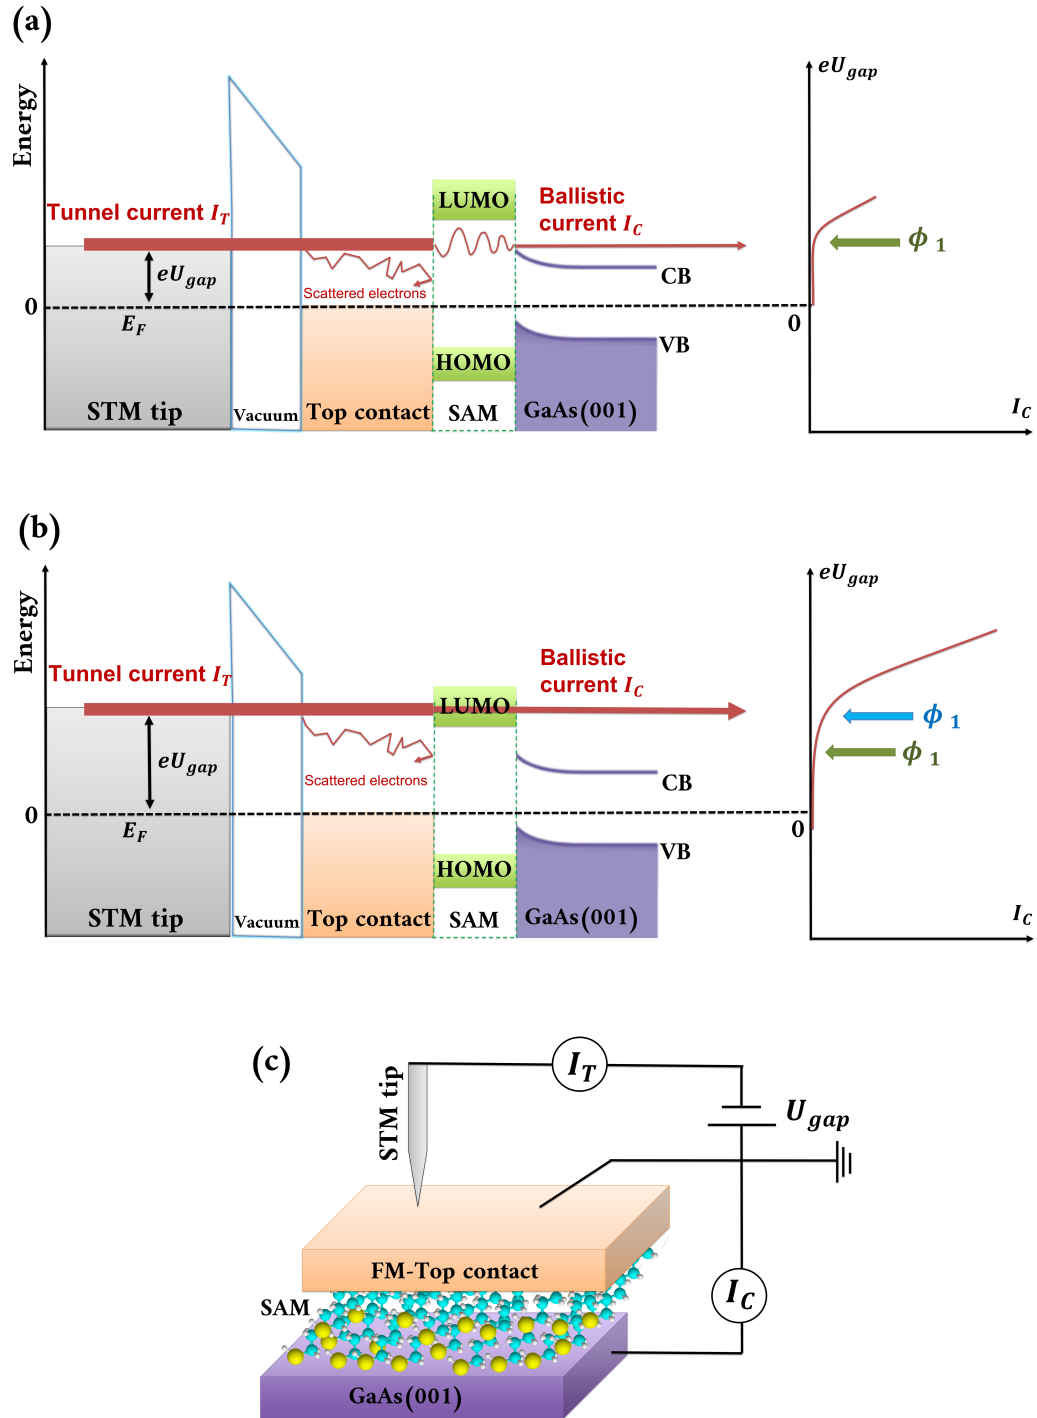 (a)
Energy
eU_gap
Tunnel current I_T
LUMO
Ballistic
current I_C
ϕ 1
eU_gap
Scattered electrons
CB
0
E_F
0
HOMO
VB
STM tip
Vacuum
Top contact
SAM
GaAs(001)
I_C
(b)
Energy
eU_gap
Tunnel current I_T
Ballistic
current I_C
LUMO
ϕ 1
eU_gap
Scattered electrons
ϕ 1
CB
0
E_F
0
HOMO
VB
STM tip
Vacuum
Top contact
SAM
GaAs(001)
I_C
(c)
STM tip
I_T
U_gap
FM-Top contact
SAM
I_C
GaAs(001)